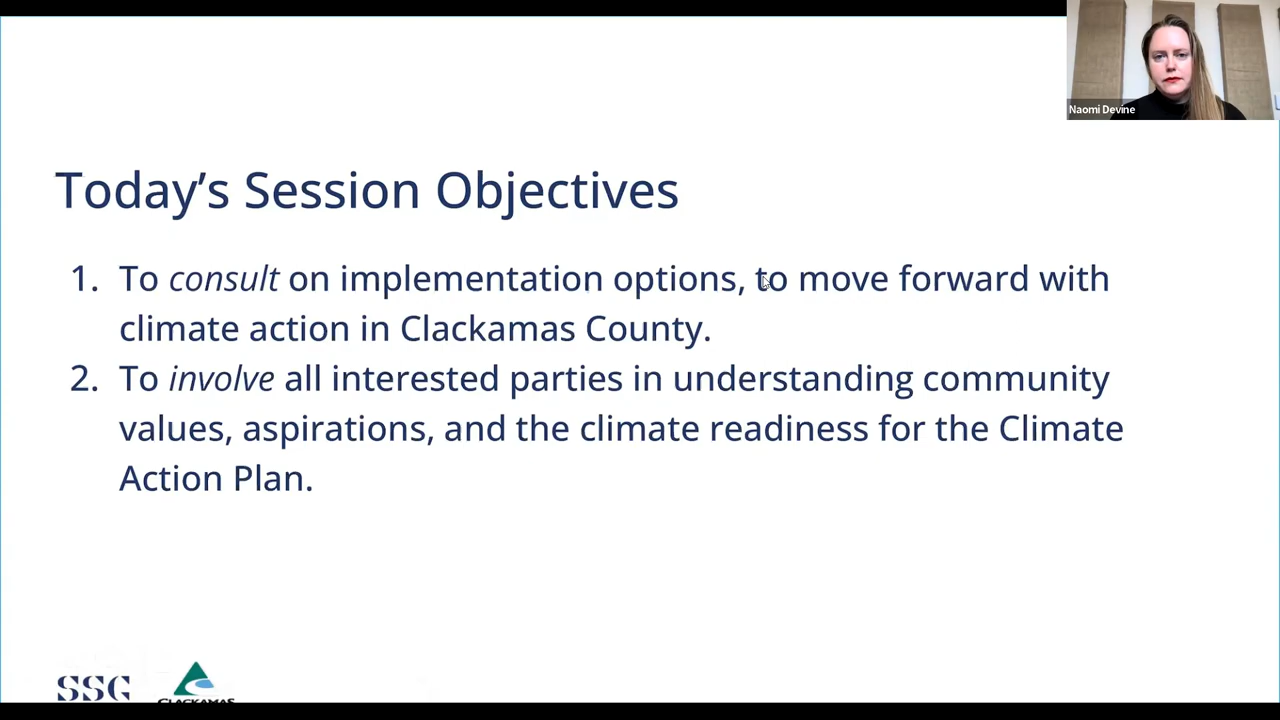 Naomi Devine
Today's Session Objectives
1. To consult on implementation options, to move forward with
climate action in Clackamas County.
2. To involve all interested parties in understanding community
values, aspirations, and the climate readiness for the Climate
Action Plan.
SSG
CLACKAMAS